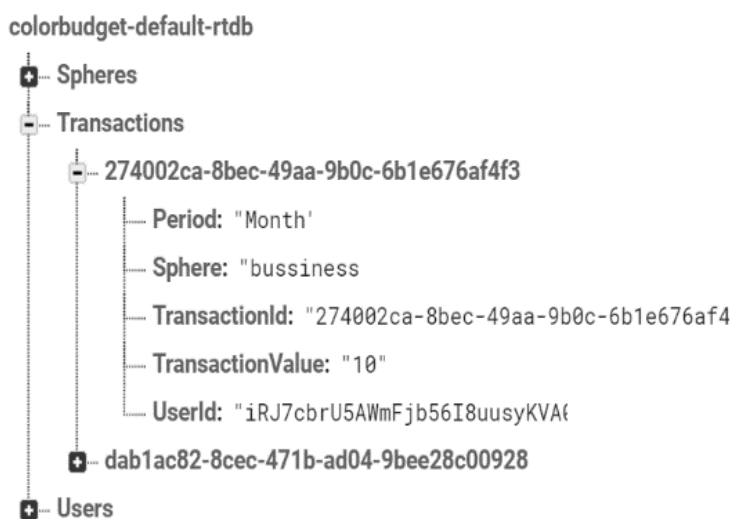 colorbudget-default-rtdb
Spheres
Transactions
274002ca-8bec-49aa-9b0c-6b1e676af4f3
Period: "Month'
Sphere: "bussiness
TransactionId: "274002ca-8bec-49aa-9b0c-6b1e676af4
TransactionValue: "10"
UserId: "iRJ7cbrU5AWmFjb56I8uusyKVA
dab1ac82-8cec-471b-ad04-9bee28c00928
Users